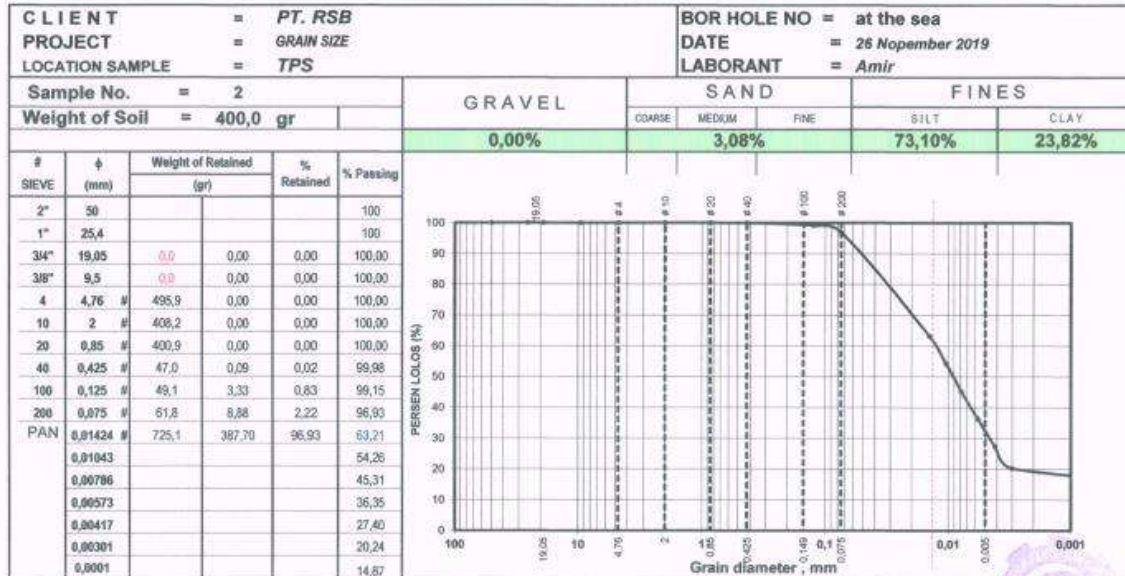 CLIENT = PT. RSB BOR HOLE NO = at the sea
PROJECT = GRAIN SIZE DATE = 26 Nopember 2019
LOCATION SAMPLE = TPS LABORANT = Amir
Sample No. = 2 GRAVEL SAND FINES
Weight of Soil = 400,0 gr COARSE MEDIUM FINE SILT CLAY
0,00% 3,08% 73,10% 23,82%
# SIEVE ϕ (mm) Weight of Retained (gr) % Retained % Passing
2" 50 100
1" 25,4 100
3/4" 19,05 0,0 0,00 0,00 100,00
3/8" 9,5 0,0 0,00 0,00 100,00
4 4,76 # 495,9 0,00 0,00 100,00
10 2 # 408,2 0,00 0,00 100,00
20 0,85 # 400,9 0,00 0,00 100,00
40 0,425 # 47,0 0,09 0,02 99,98
100 0,125 # 49,1 3,33 0,83 99,15
200 0,075 # 61,8 8,88 2,22 96,93
PAN 0,01424 # 725,1 387,70 96,93 63,21
0,01043 54,26
0,00786 45,31
0,00573 36,35
0,00417 27,40
0,00301 20,24
0,0001 14,87
19,05 # 4 # 10 # 20 # 40 # 100 # 200
PERSEN LOLOS (%)
100
90
80
70
60
50
40
30
20
10
0
100 19,05 10 4,76 2 1 0,85 0,425 0,149 0,1 0,075 0,01 0,005 0,001
Grain diameter , mm